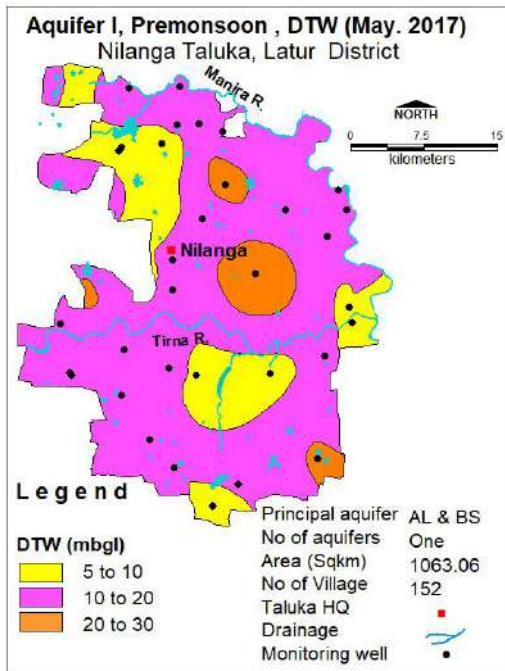 Aquifer I, Premonsoon , DTW (May. 2017)
Nilanga Taluka, Latur District
Manira R.
NORTH
0 7.5 15
kilometers
Nilanga
Tirna R.
Legend
DTW (mbgl)
5 to 10
10 to 20
20 to 30
Principal aquifer AL & BS
No of aquifers One
Area (Sqkm) 1063.06
No of Village 152
Taluka HQ
Drainage
Monitoring well